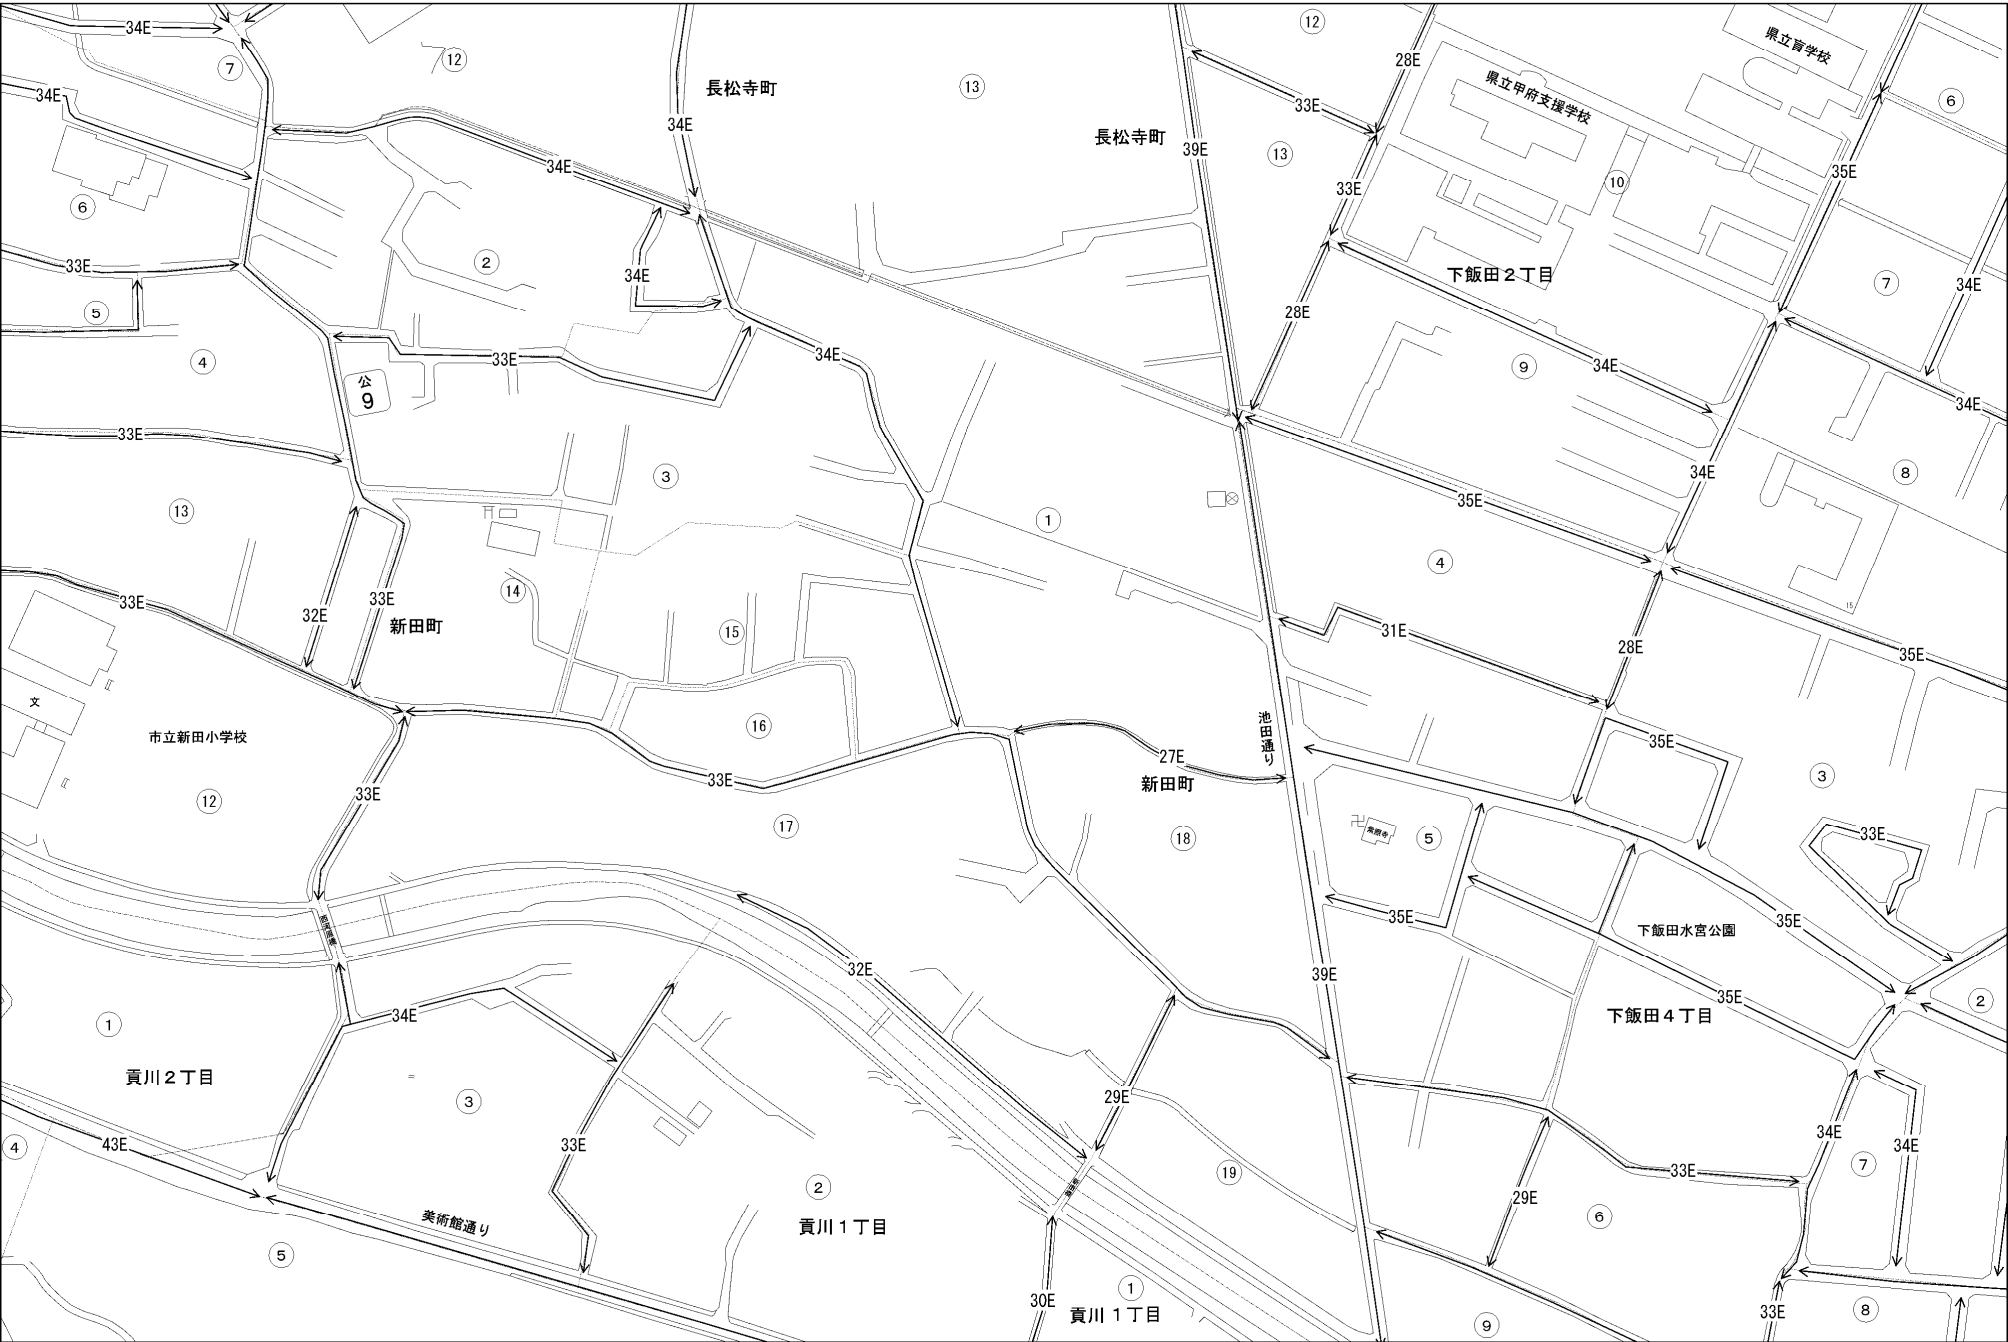 34E
7
12
長松寺町
13
12
28E
県立盲学校
34E
34E
33E
県立甲府支援学校
6
長松寺町
39E
13
34E
35E
6
33E
10
2
33E
34E
下飯田2丁目
7
34E
5
28E
4
33E
34E
9
34E
公
9
34E
33E
3
34E
8
13
35E
1
4
14
33E
33E
32E
新田町
15
31E
28E
35E
15
文
市立新田小学校
16
池田通り
35E
27E
33E
新田町
3
12
33E
17
18
5
33E
35E
35E
下飯田水宮公園
32E
39E
35E
2
1
34E
下飯田4丁目
貢川2丁目
3
29E
4
43E
33E
34E
34E
7
19
33E
2
29E
美術館通り
貢川1丁目
6
5
30E
1
貢川1丁目
9
33E
8